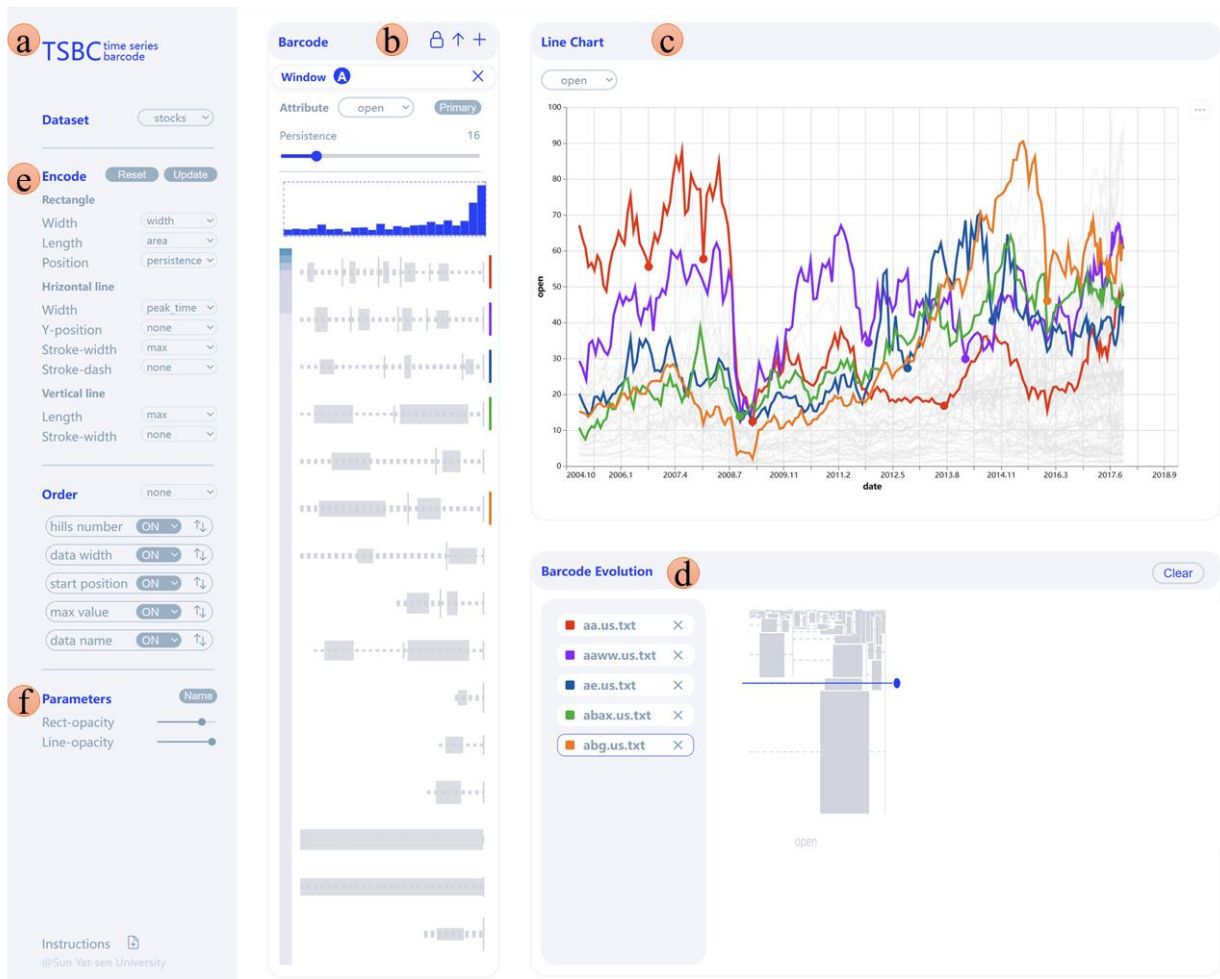 a
TSBC time series
barcode
Dataset stocks
e
Encode Reset Update
Rectangle
Width width
Length area
Position persistence
Hrizontal line
Width peak_time
Y-position none
Stroke-width max
Stroke-dash none
Vertical line
Length max
Stroke-width none
Order none
hills number ON
data width ON
start position ON
max value ON
data name ON
f
Parameters Name
Rect-opacity
Line-opacity
Instructions
@Sun Yat-sen University
Barcode b
Window A
Attribute open Primary
Persistence 16
Line Chart c
open
100
90
80
70
60
50
40
30
20
10
0
open
2004.10 2006.1 2007.4 2008.7 2009.11 2011.2 2012.5 2013.8 2014.11 2016.3 2017.6 2018.9
date
Barcode Evolution d Clear
aa.us.txt
aaww.us.txt
ae.us.txt
abax.us.txt
abg.us.txt
open